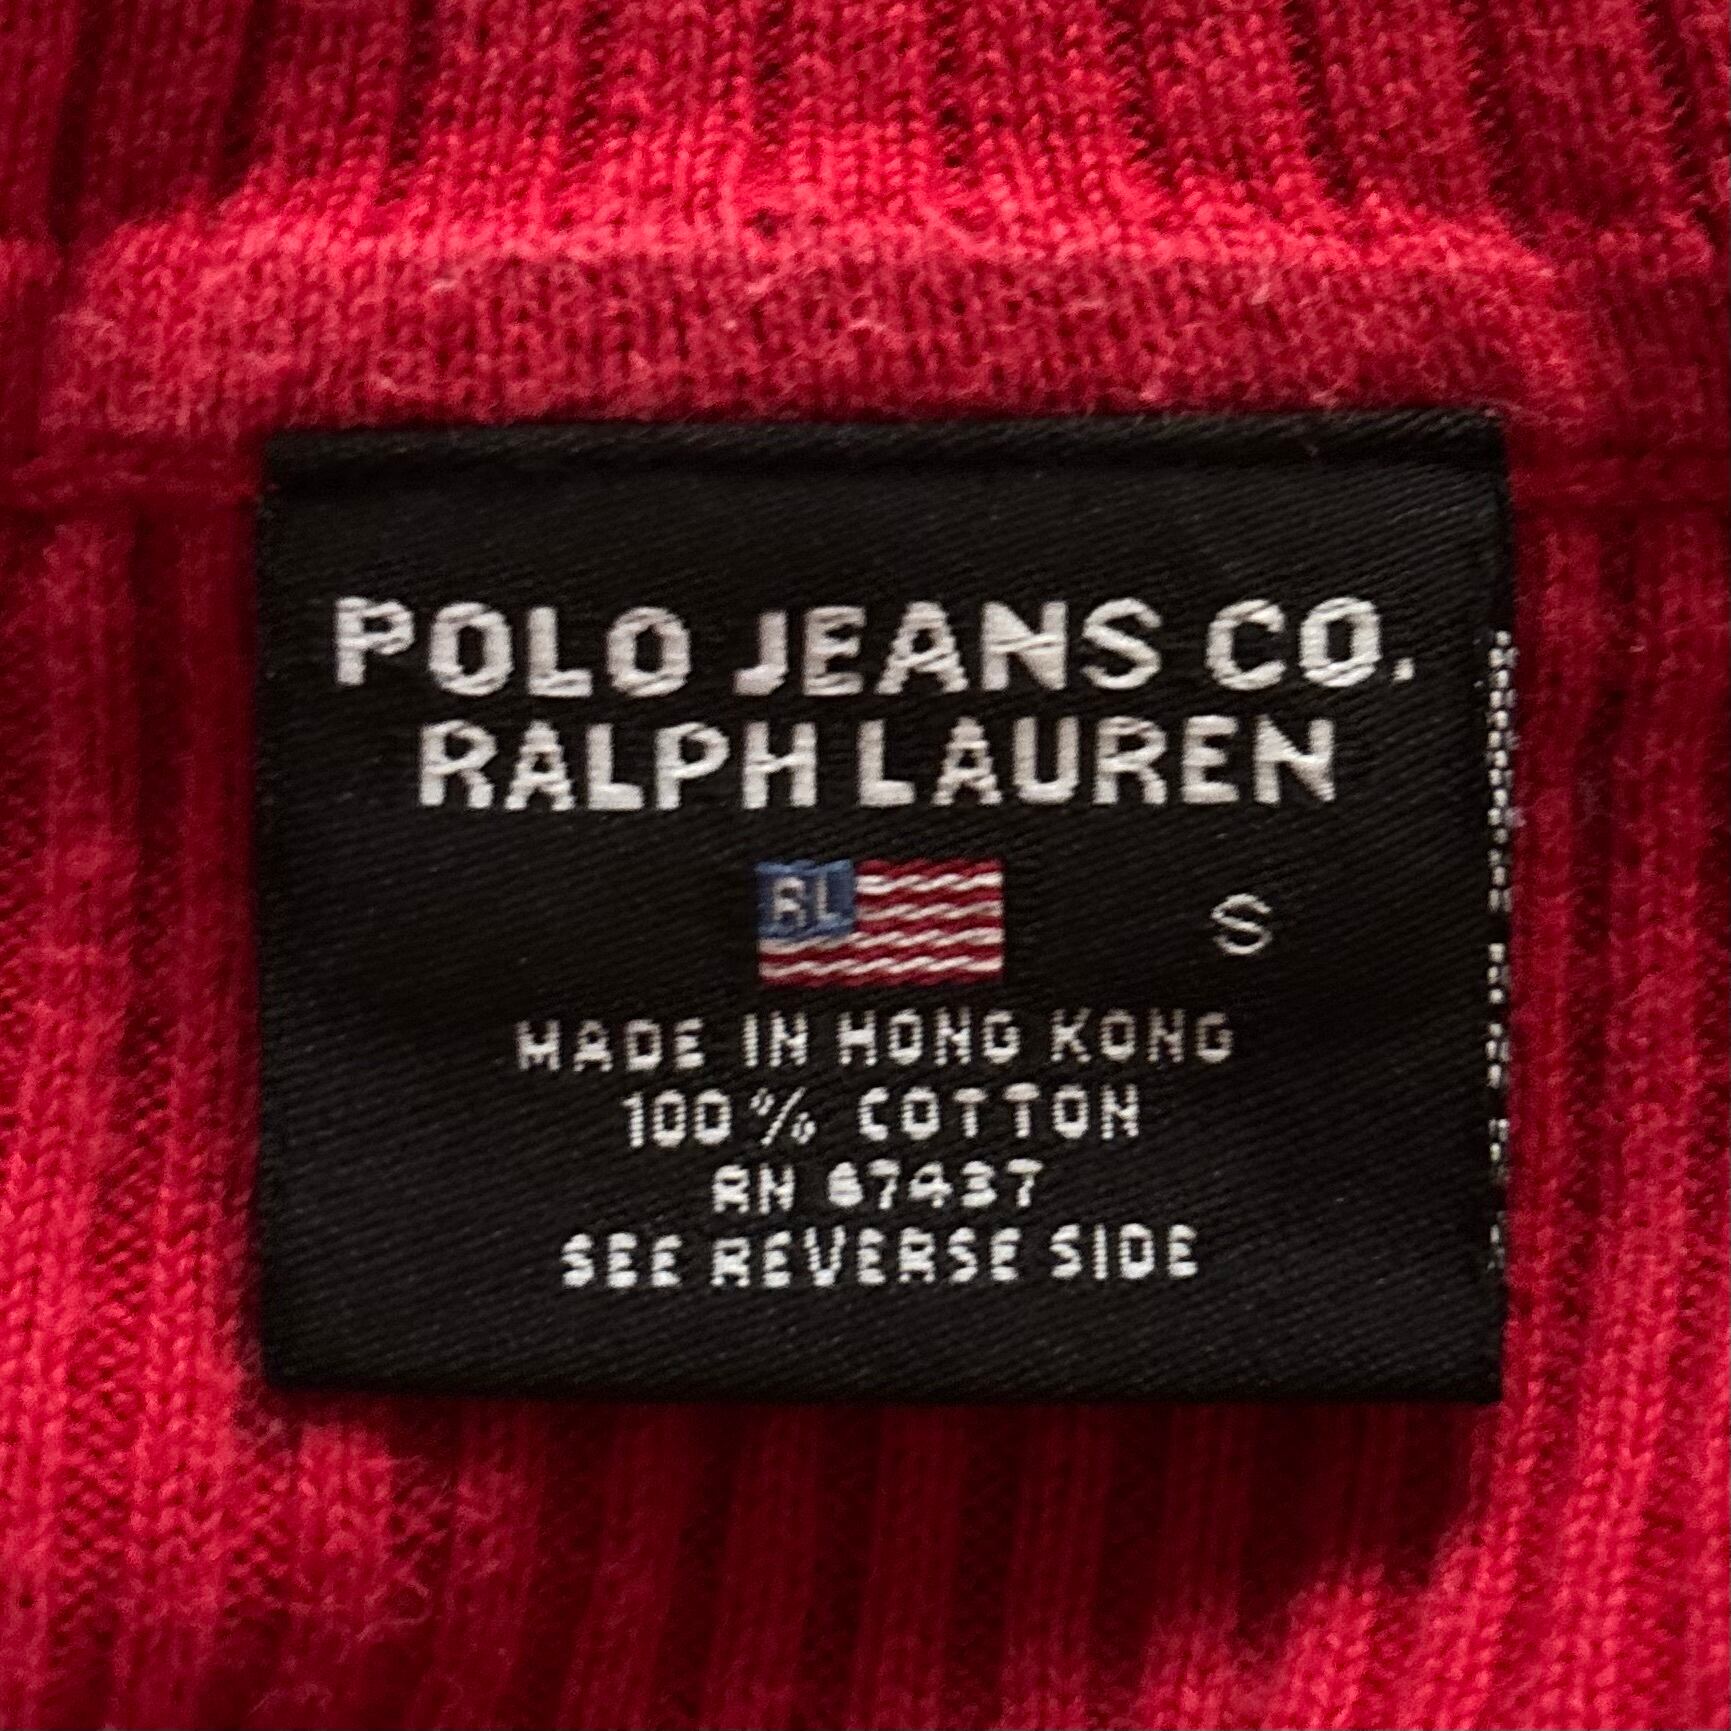 POLO JEANS CO.
RALPH LAUREN
RL
S
MADE IN HONG KONG
100% COTTON
RN 67437
SEE REVERSE SIDE